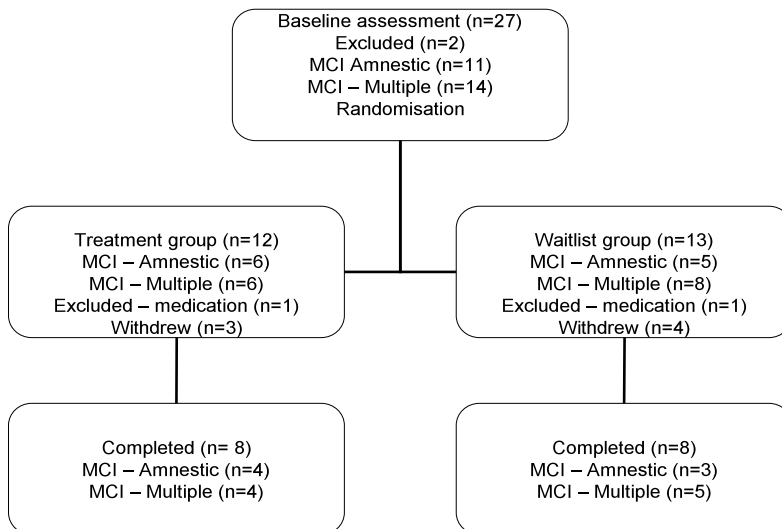 Baseline assessment (n=27)
Excluded (n=2)
MCI Amnestic (n=11)
MCI – Multiple (n=14)
Randomisation
Treatment group (n=12)
MCI – Amnestic (n=6)
MCI – Multiple (n=6)
Excluded – medication (n=1)
Withdrew (n=3)
Waitlist group (n=13)
MCI – Amnestic (n=5)
MCI – Multiple (n=8)
Excluded – medication (n=1)
Withdrew (n=4)
Completed (n= 8)
MCI – Amnestic (n=4)
MCI – Multiple (n=4)
Completed (n=8)
MCI – Amnestic (n=3)
MCI – Multiple (n=5)